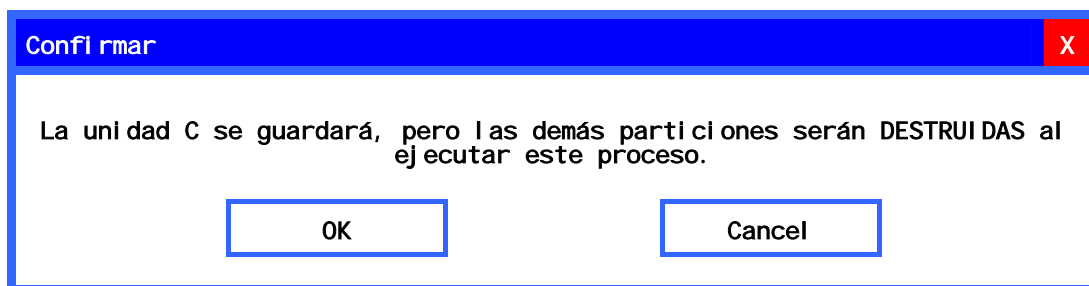 Confirmar
X
La unidad C se guardará, pero las demás particiones serán DESTRUIDAS al
ejecutar este proceso.
OK
Cancel